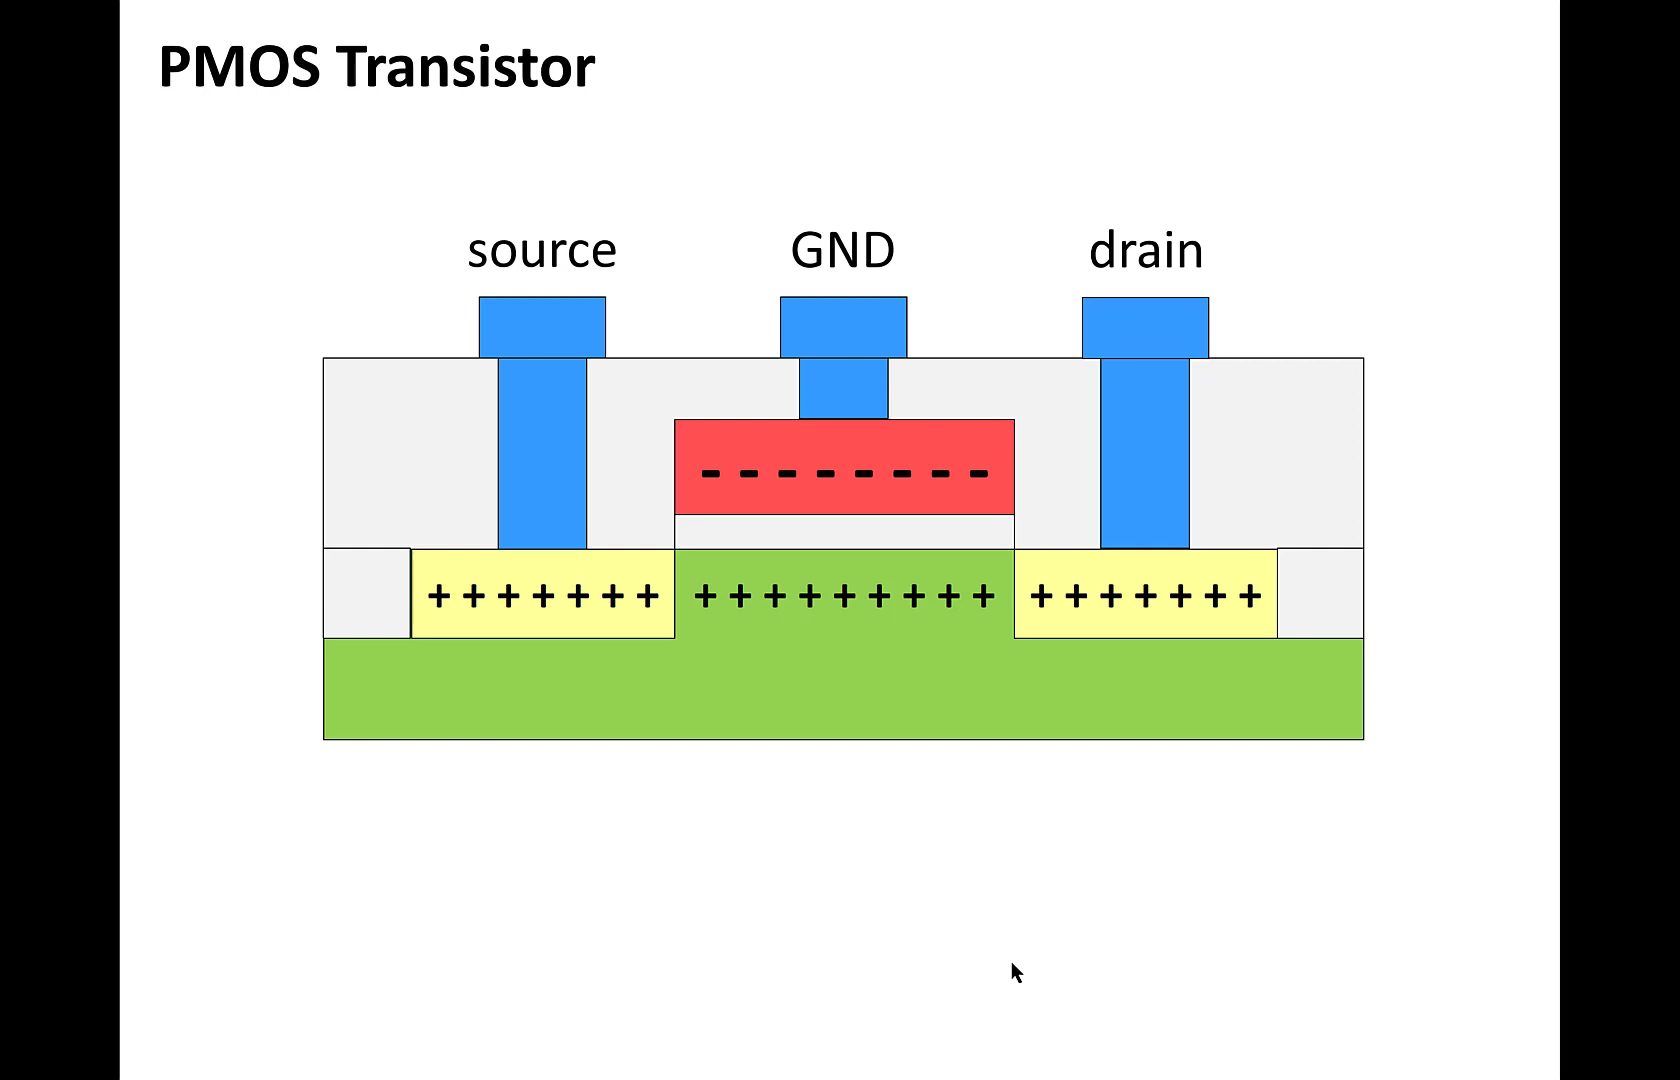 PMOS Transistor
source GND drain
- - - - - - - -
+ + + + + + + + + + + + + + + + + + + + + + +